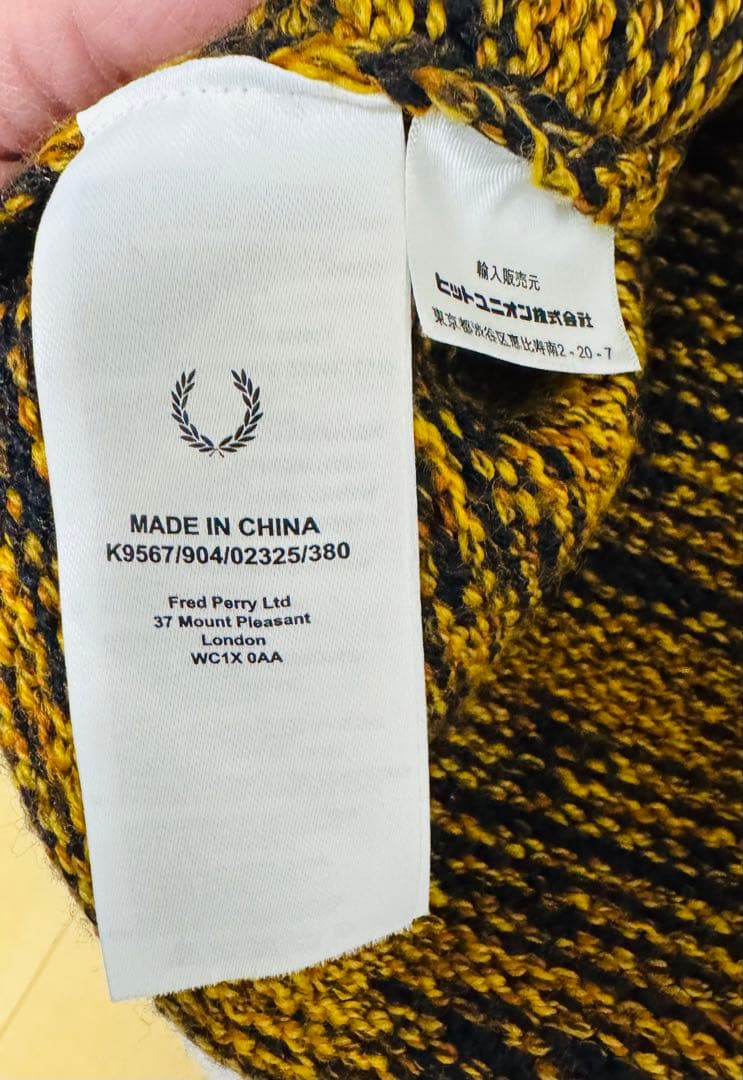 MADE IN CHINA
K9567/904/02325/380
Fred Perry Ltd
37 Mount Pleasant
London
WC1X 0AA
輸入販売元
ヒットユニオン株式会社
東京都渋谷区恵比寿南2-20-7